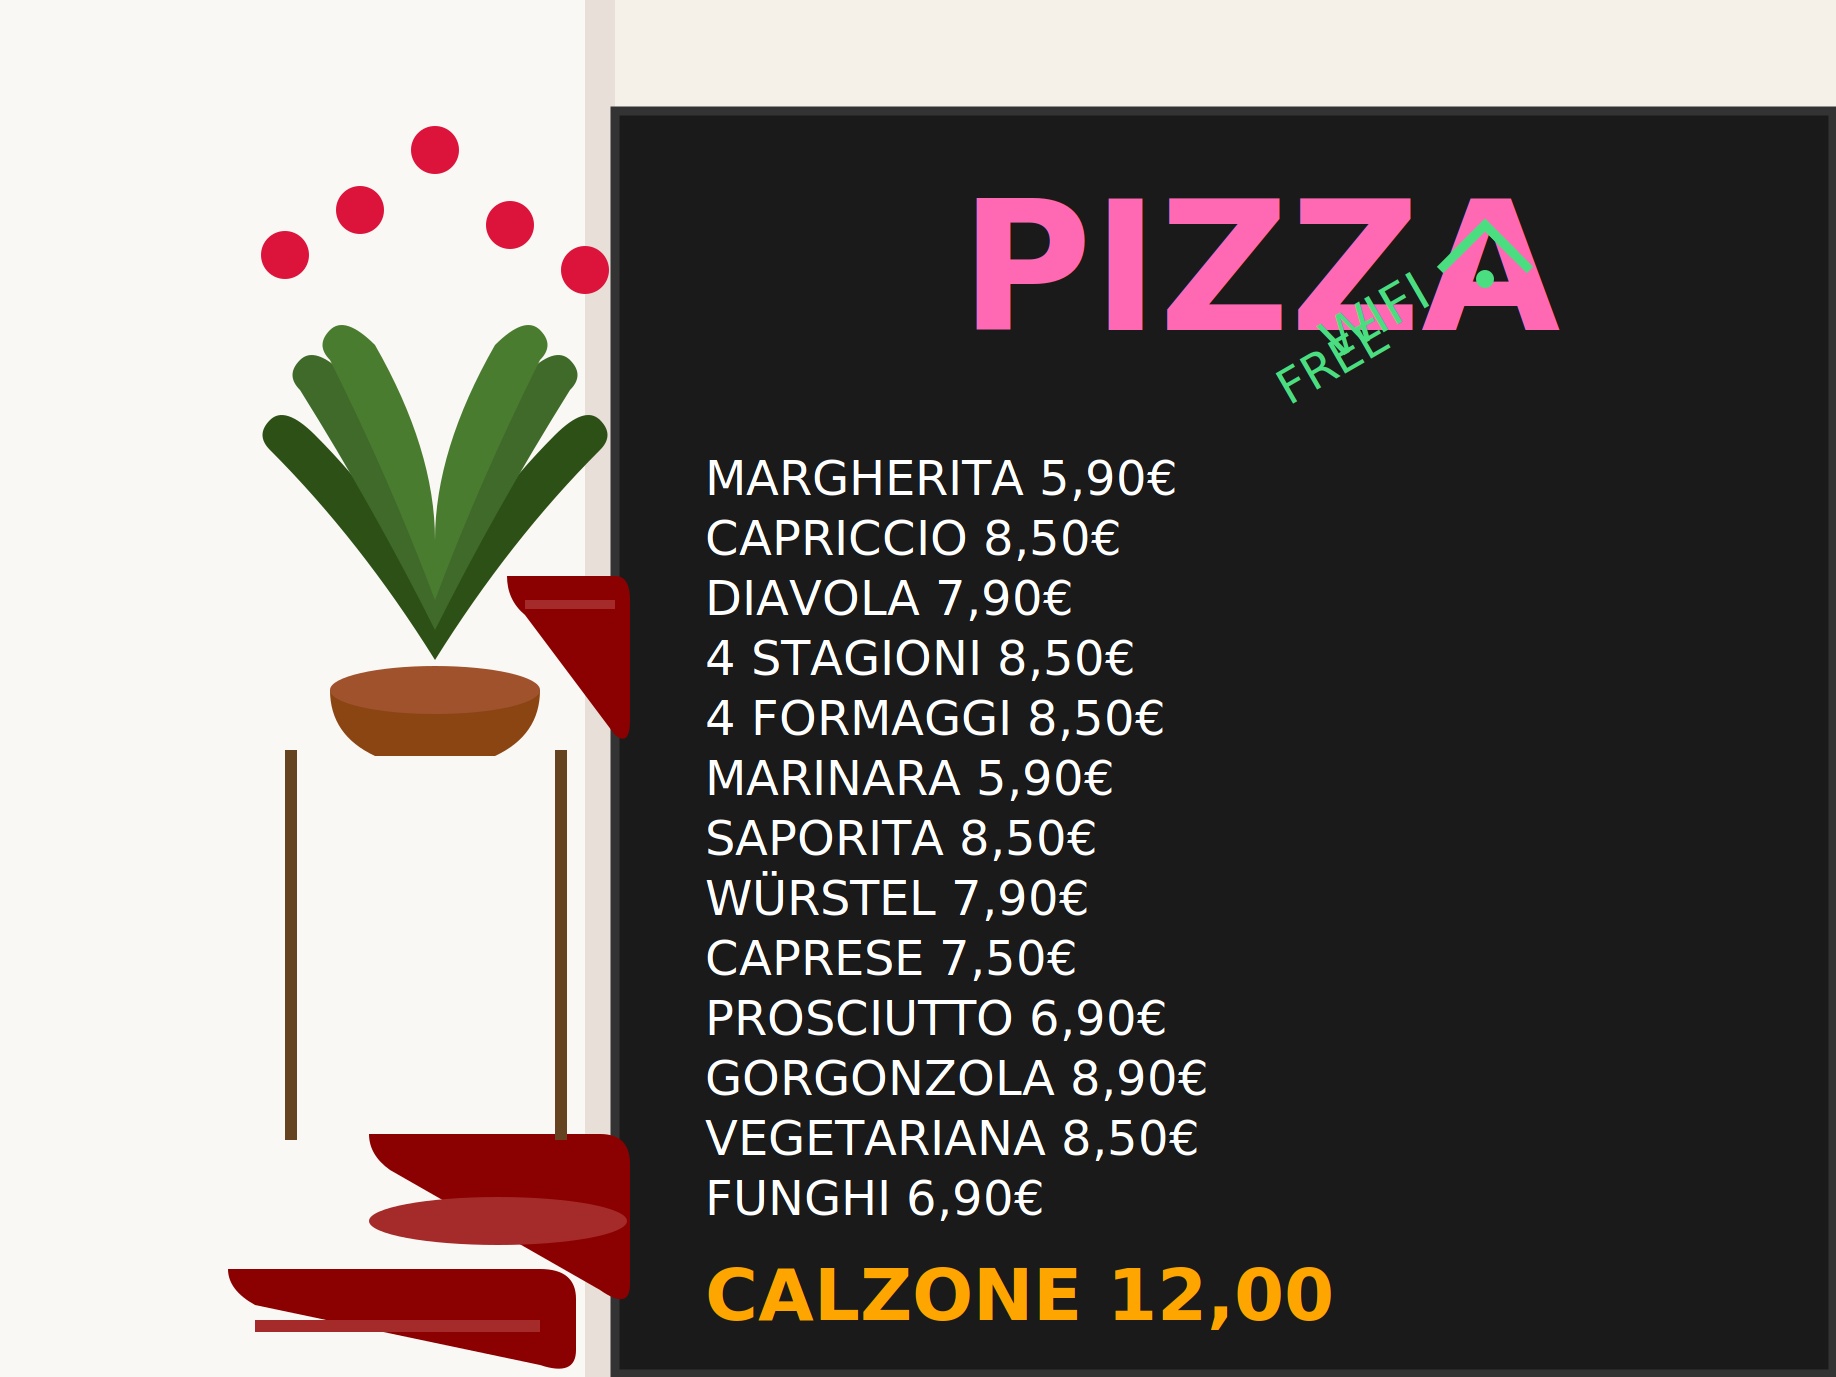 PIZZA
WIFI
FREE
MARGHERITA 5,90€
CAPRICCIO 8,50€
DIAVOLA 7,90€
4 STAGIONI 8,50€
4 FORMAGGI 8,50€
MARINARA 5,90€
SAPORITA 8,50€
WÜRSTEL 7,90€
CAPRESE 7,50€
PROSCIUTTO 6,90€
GORGONZOLA 8,90€
VEGETARIANA 8,50€
FUNGHI 6,90€
CALZONE 12,00